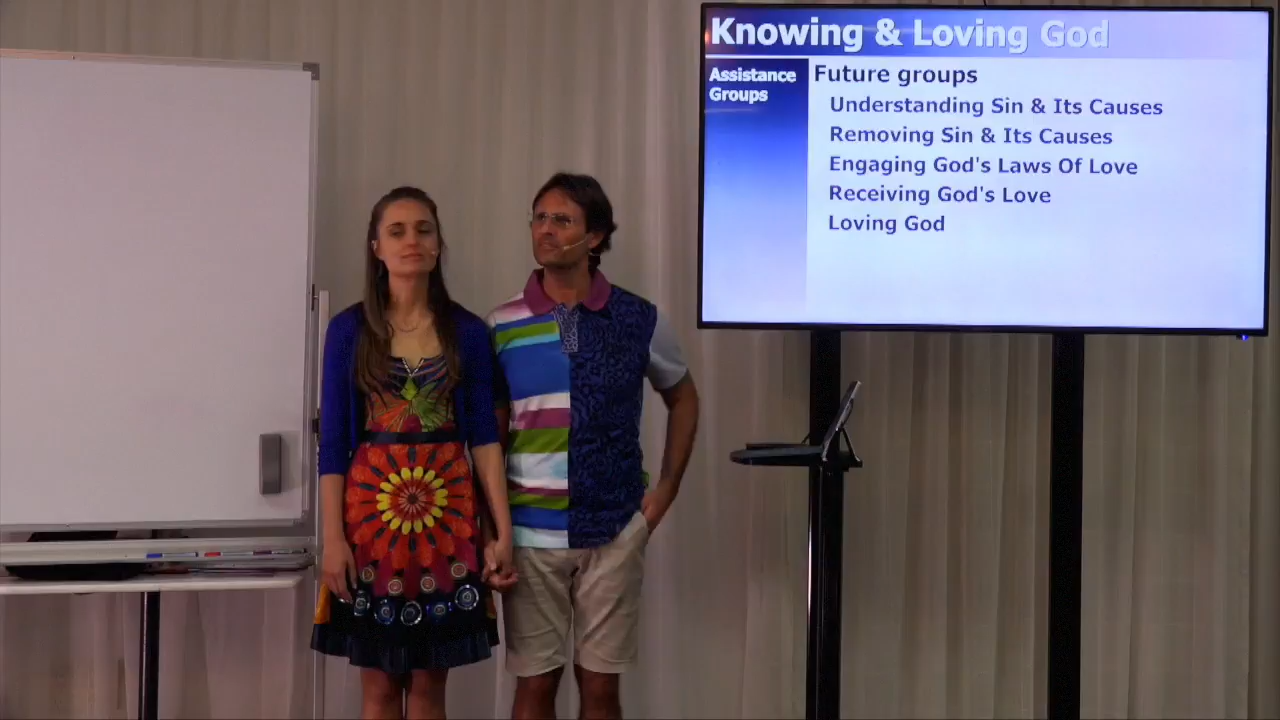 Knowing & Loving God
Assistance
Groups
Future groups
Understanding Sin & Its Causes
Removing Sin & Its Causes
Engaging God's Laws Of Love
Receiving God's Love
Loving God